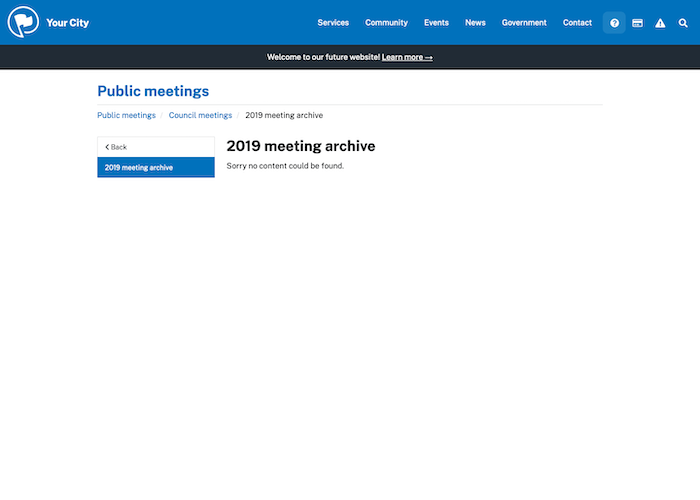 Your City
Services Community Events News Government Contact
Welcome to our future website! Learn more →
Public meetings
Public meetings / Council meetings / 2019 meeting archive
Back
2019 meeting archive
2019 meeting archive
Sorry no content could be found.